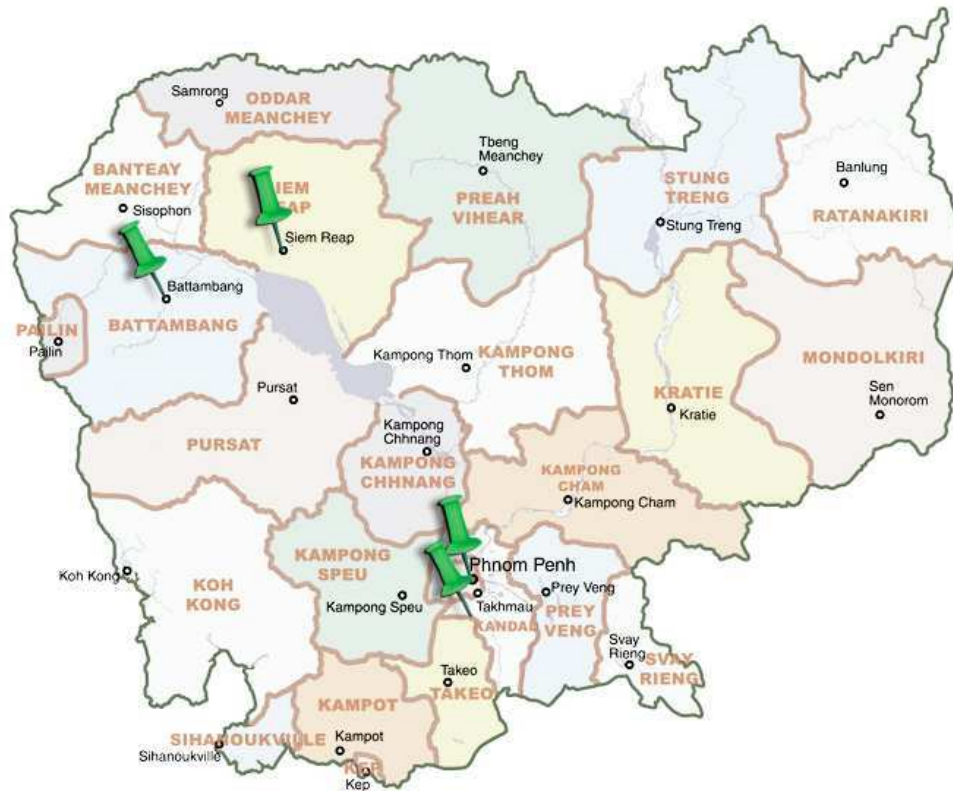 Samrong
ODDAR
MEANCHEY
Tbeng
Meanchey
PREAH
VIHEAR
STUNG
TRENG
Stung Treng
Banlung
RATANAKIRI
BANTEAY
MEANCHEY
Sisophon
Siem Reap
Battambang
BATTAMBANG
PAILIN
Pailin
Kampong Thom
KAMPONG
THOM
KRATIE
Kratie
MONDOLKIRI
Sen
Monorom
Pursat
PURSAT
Kampong
Chhnang
KAMPONG
CHHNANG
KAMPONG
CHAM
Kampong Cham
Koh Kong
KOH
KONG
KAMPONG
SPEU
Kampong Speu
Phnom Penh
Takhmau
KANDAL
Prey Veng
PREY
VENG
Svay
Rieng
SVAY
RIENG
Takeo
TAKEO
KAMPOT
Kampot
SIHANOUKVILLE
Sihanoukville
KEP
Kep